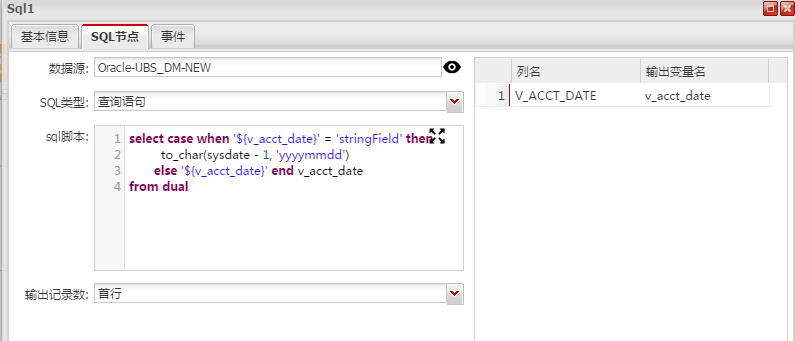 Sql1
基本信息 SQL节点 事件
数据源: Oracle-UBS_DM-NEW
SQL类型: 查询语句
sql脚本:
1 select case when '${v_acct_date}' = 'stringField' then
2 to_char(sysdate - 1, 'yyyymmdd')
3 else '${v_acct_date}' end v_acct_date
4 from dual
输出记录数: 首行
列名 输出变量名
1 V_ACCT_DATE v_acct_date